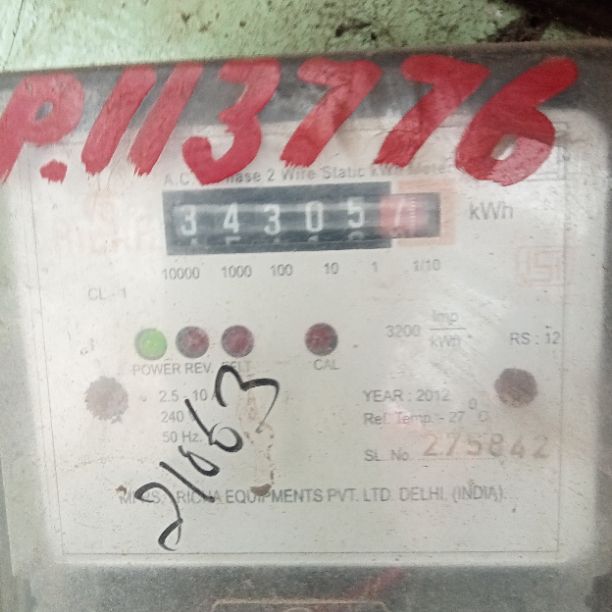 P.113776
A.C. Phase 2 Wire Static kWh Meter
343057 kWh
10000 1000 100 10 1 1/10
CL - 1
3200 Imp/kWh RS : 12
POWER REV. CAL
2.5 - 10 A YEAR : 2012
240 Ref. Temp. - 27 °C
50 Hz. SL. No. 275842
21063
RICHA EQUIPMENTS PVT. LTD. DELHI. (INDIA).